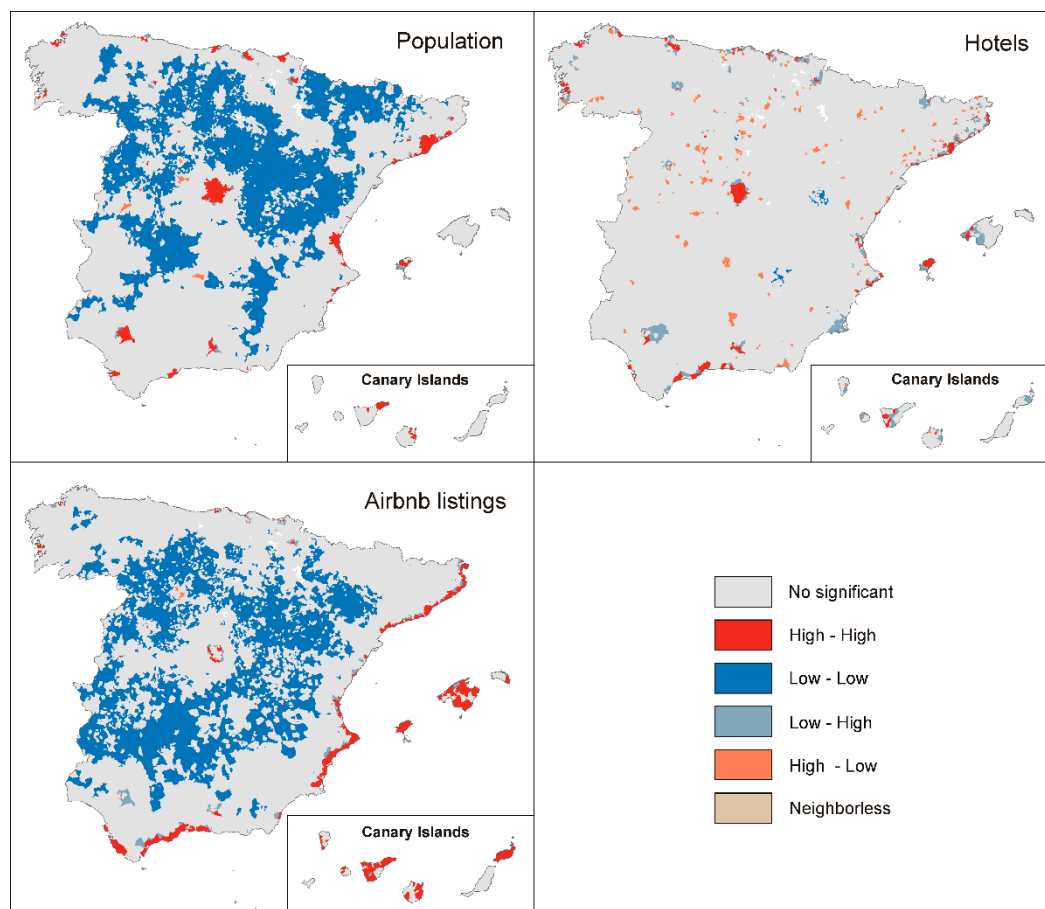 Population
Hotels
Canary Islands
Canary Islands
Airbnb listings
Canary Islands
No significant
High - High
Low - Low
Low - High
High - Low
Neighborless